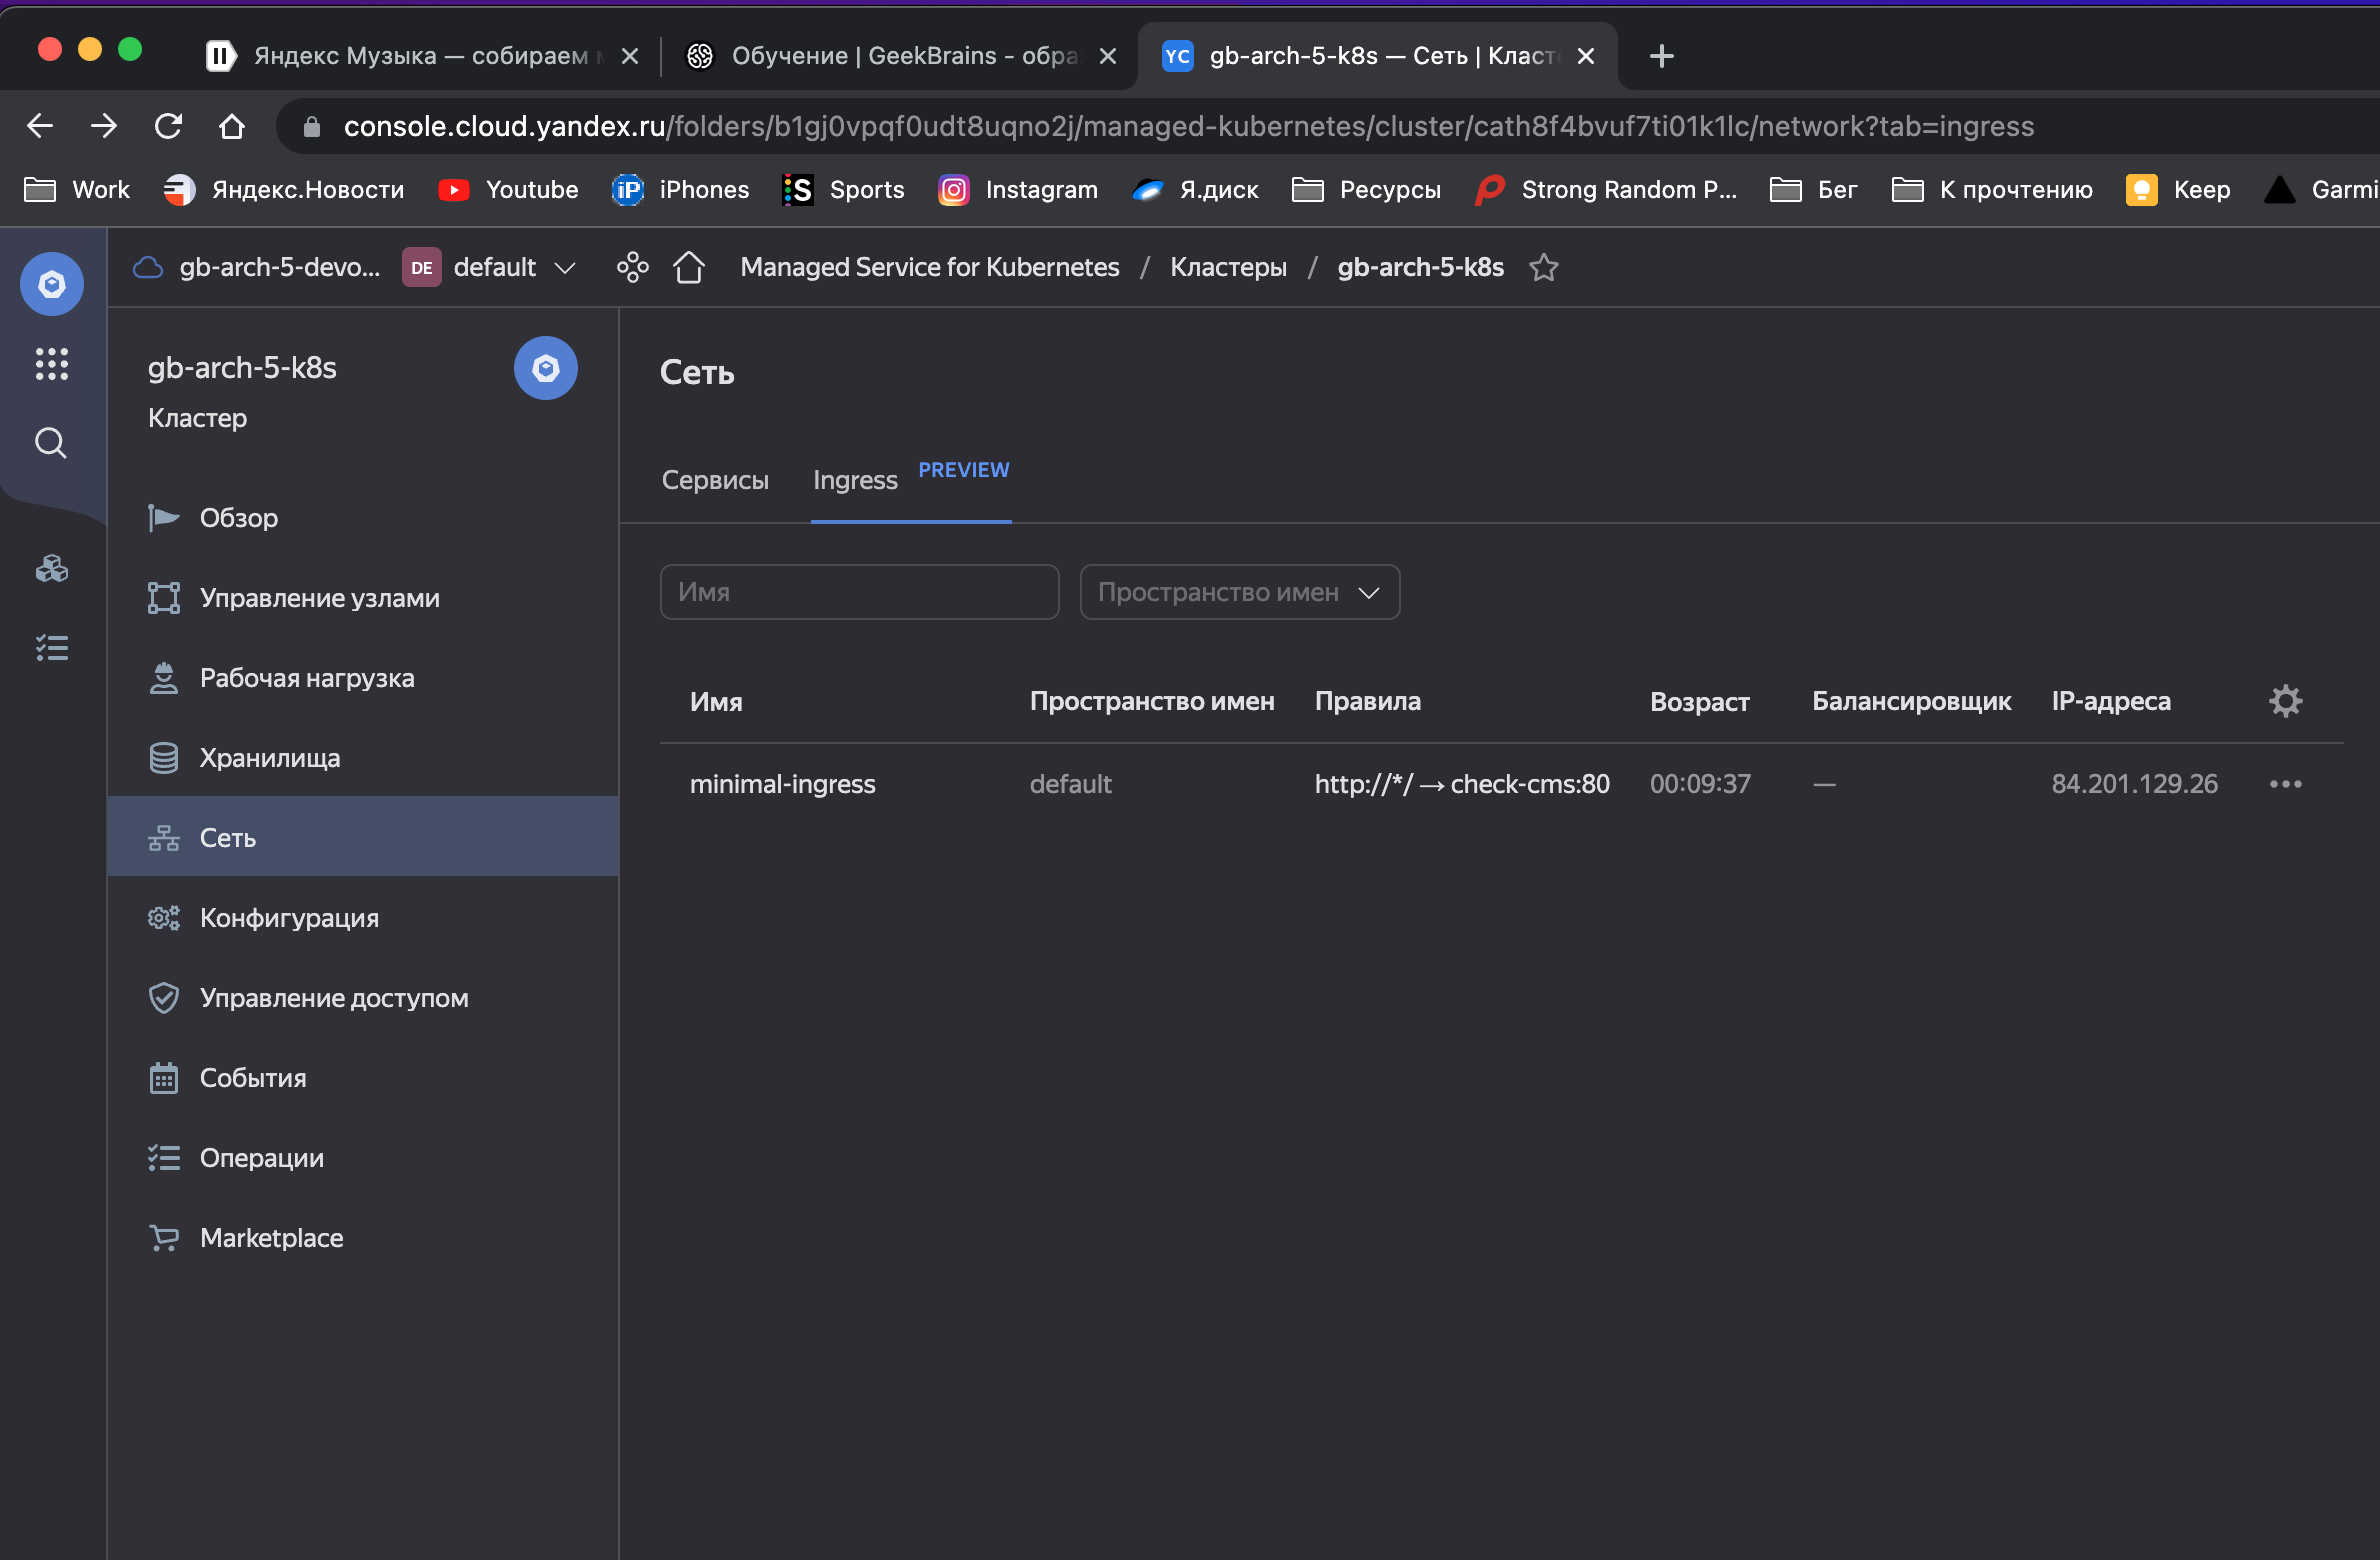 Яндекс Музыка — собираем м
Обучение | GeekBrains - обра
YC gb-arch-5-k8s — Сеть | Класте
console.cloud.yandex.ru/folders/b1gj0vpqf0udt8uqno2j/managed-kubernetes/cluster/cath8f4bvuf7ti01k1lc/network?tab=ingress
Work Яндекс.Новости Youtube iP iPhones S Sports Instagram Я.диск Ресурсы Strong Random P... Бег К прочтению Keep Garmi
gb-arch-5-devo... DE default Managed Service for Kubernetes / Кластеры / gb-arch-5-k8s
gb-arch-5-k8s
Кластер
Обзор
Управление узлами
Рабочая нагрузка
Хранилища
Сеть
Конфигурация
Управление доступом
События
Операции
Marketplace
Сеть
Сервисы Ingress PREVIEW
Имя Пространство имен
Имя Пространство имен Правила Возраст Балансировщик IP-адреса
minimal-ingress default http://*/ → check-cms:80 00:09:37 — 84.201.129.26